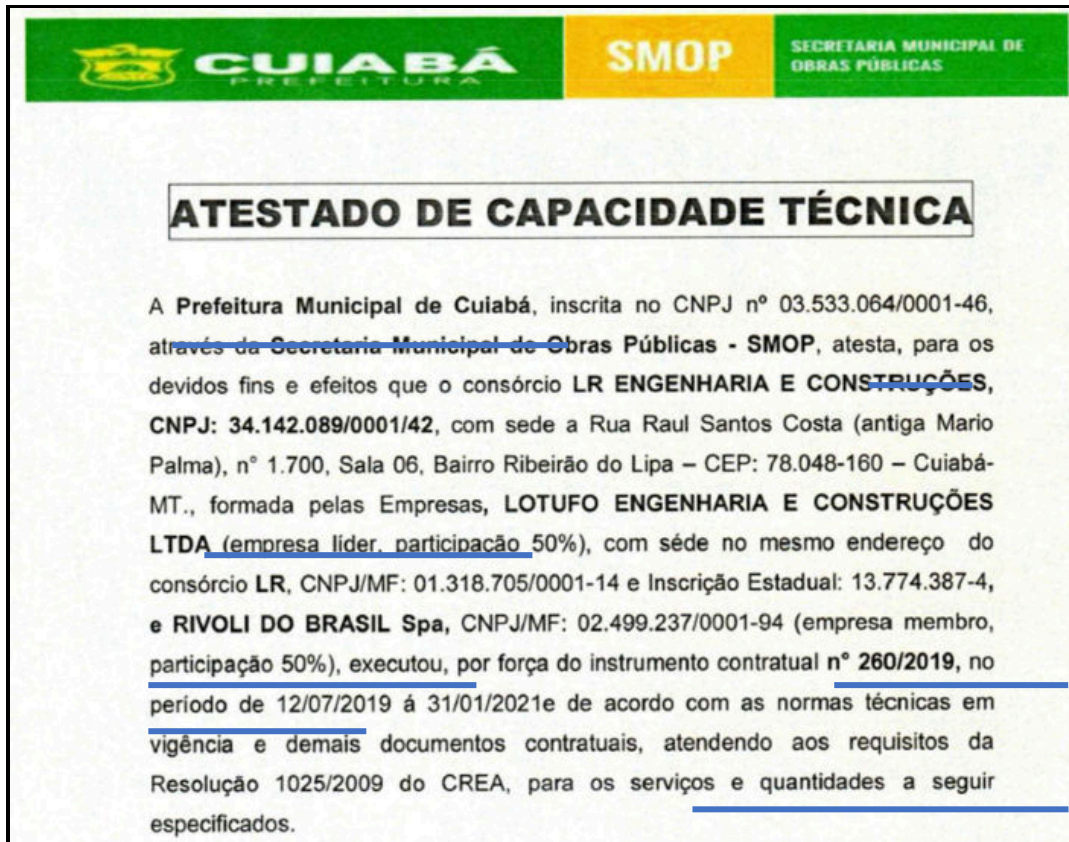 CUIABÁ
PREFEITURA
SMOP
SECRETARIA MUNICIPAL DE
OBRAS PÚBLICAS
ATESTADO DE CAPACIDADE TÉCNICA
A Prefeitura Municipal de Cuiabá, inscrita no CNPJ nº 03.533.064/0001-46,
através da Secretaria Municipal de Obras Públicas - SMOP, atesta, para os
devidos fins e efeitos que o consórcio LR ENGENHARIA E CONSTRUÇÕES,
CNPJ: 34.142.089/0001/42, com sede a Rua Raul Santos Costa (antiga Mario
Palma), n° 1.700, Sala 06, Bairro Ribeirão do Lipa – CEP: 78.048-160 – Cuiabá-
MT., formada pelas Empresas, LOTUFO ENGENHARIA E CONSTRUÇÕES
LTDA (empresa líder, participação 50%), com séde no mesmo endereço do
consórcio LR, CNPJ/MF: 01.318.705/0001-14 e Inscrição Estadual: 13.774.387-4,
e RIVOLI DO BRASIL Spa, CNPJ/MF: 02.499.237/0001-94 (empresa membro,
participação 50%), executou, por força do instrumento contratual n° 260/2019, no
período de 12/07/2019 á 31/01/2021e de acordo com as normas técnicas em
vigência e demais documentos contratuais, atendendo aos requisitos da
Resolução 1025/2009 do CREA, para os serviços e quantidades a seguir
especificados.